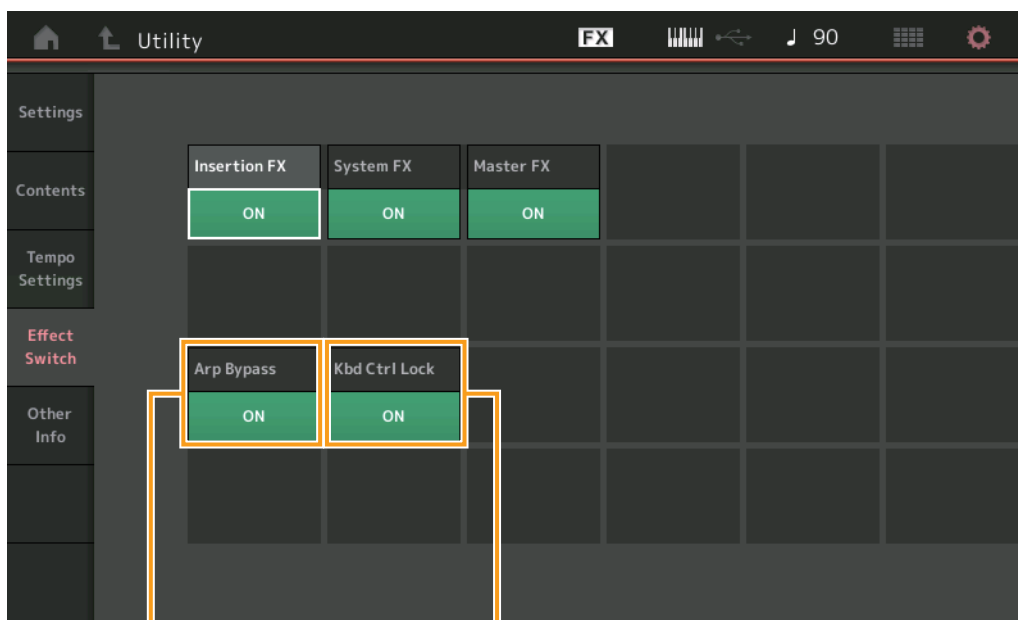 Utility
FX
90
Settings
Contents
Tempo
Settings
Effect
Switch
Other
Info
Insertion FX
System FX
Master FX
ON
ON
ON
Arp Bypass
Kbd Ctrl Lock
ON
ON